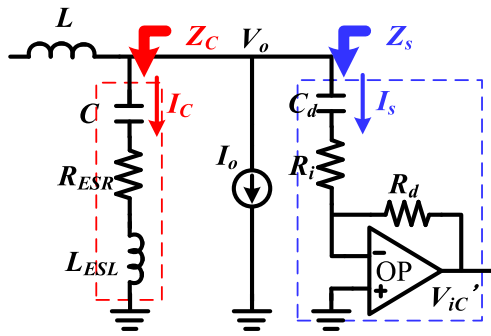 L
Z_C
V_o
Z_s
C
I_C
C_d
I_s
I_o
R_i
R_ESR
R_d
L_ESL
-
OP
+
V_iC'